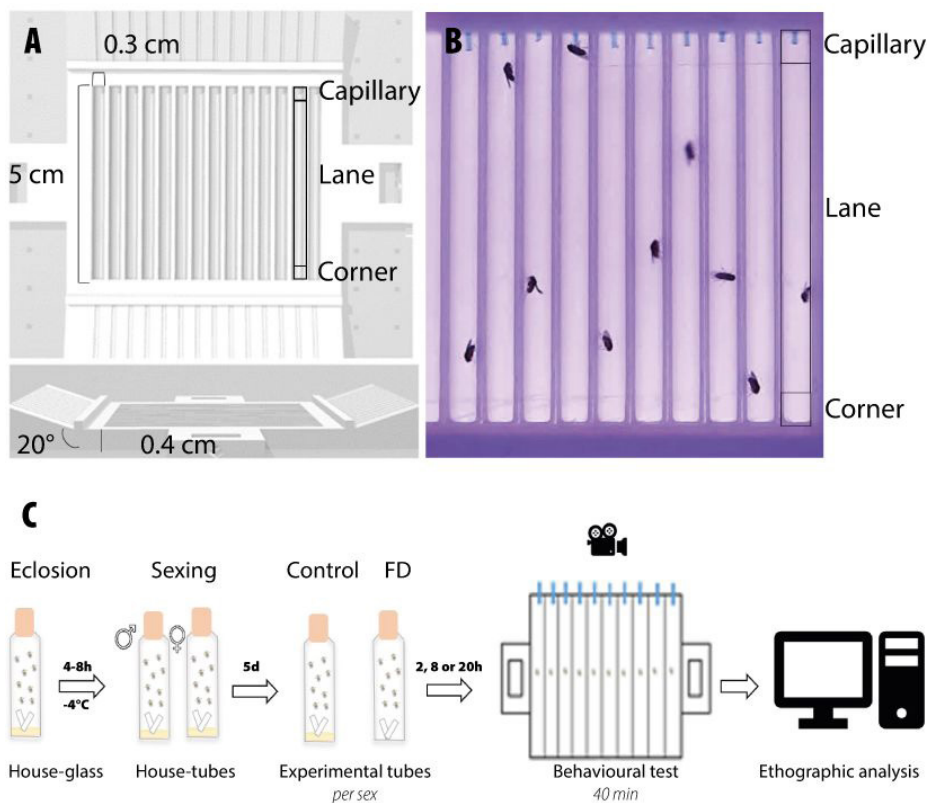 A
0.3 cm
Capillary
5 cm
Lane
Corner
20°
0.4 cm
B
Capillary
Lane
Corner
C
Eclosion
Sexing
Control
FD
4-8h
-4°C
♂
♀
5d
2, 8 or 20h
House-glass
House-tubes
Experimental tubes
per sex
Behavioural test
40 min
Ethographic analysis